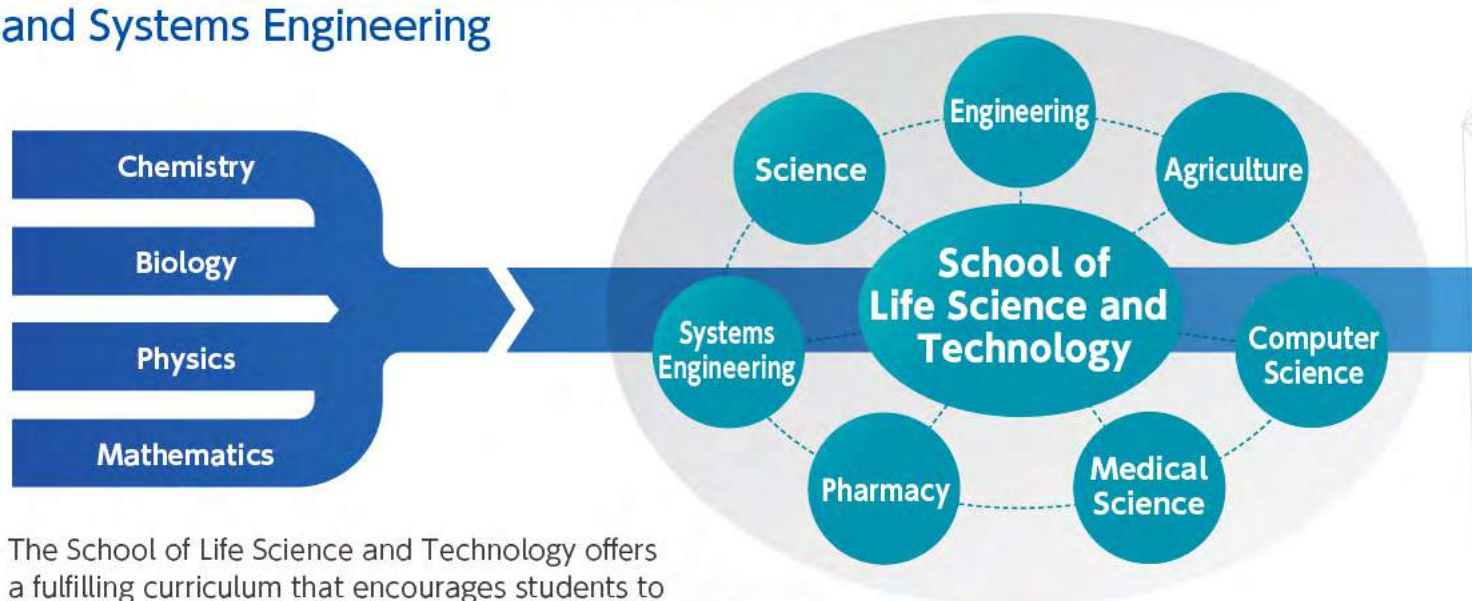 and Systems Engineering
Chemistry
Biology
Physics
Mathematics
Engineering
Science
Agriculture
School of
Life Science and
Technology
Systems
Engineering
Computer
Science
Pharmacy
Medical
Science
The School of Life Science and Technology offers
a fulfilling curriculum that encourages students to